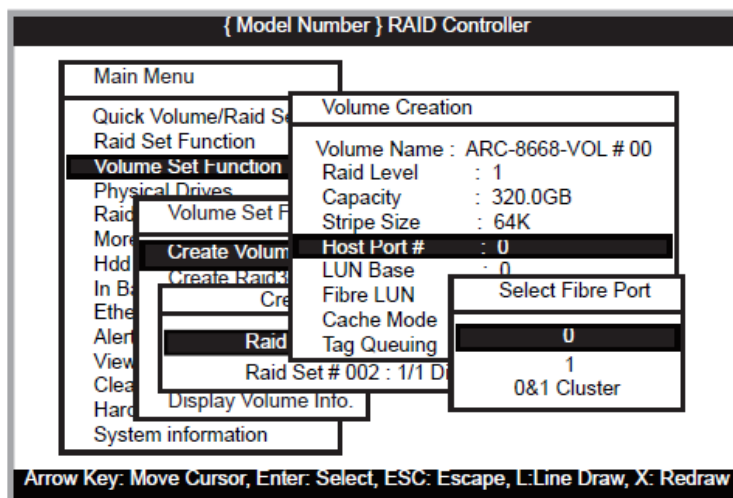 { Model Number } RAID Controller
Main Menu
Quick Volume/Raid Se
Raid Set Function
Volume Set Function
Physical Drives
Raid
More
Hdd
In Ba
Ethe
Alert
View
Clea
Hard
System information
Volume Set F
Create Volum
Create Raid3
Display Volume Info.
Cre
Raid
Raid Set # 002 : 1/1 Di
Volume Creation
Volume Name : ARC-8668-VOL # 00
Raid Level : 1
Capacity : 320.0GB
Stripe Size : 64K
Host Port # : 0
LUN Base : 0
Fibre LUN
Cache Mode
Tag Queuing
Select Fibre Port
0
1
0&1 Cluster
Arrow Key: Move Cursor, Enter: Select, ESC: Escape, L:Line Draw, X: Redraw